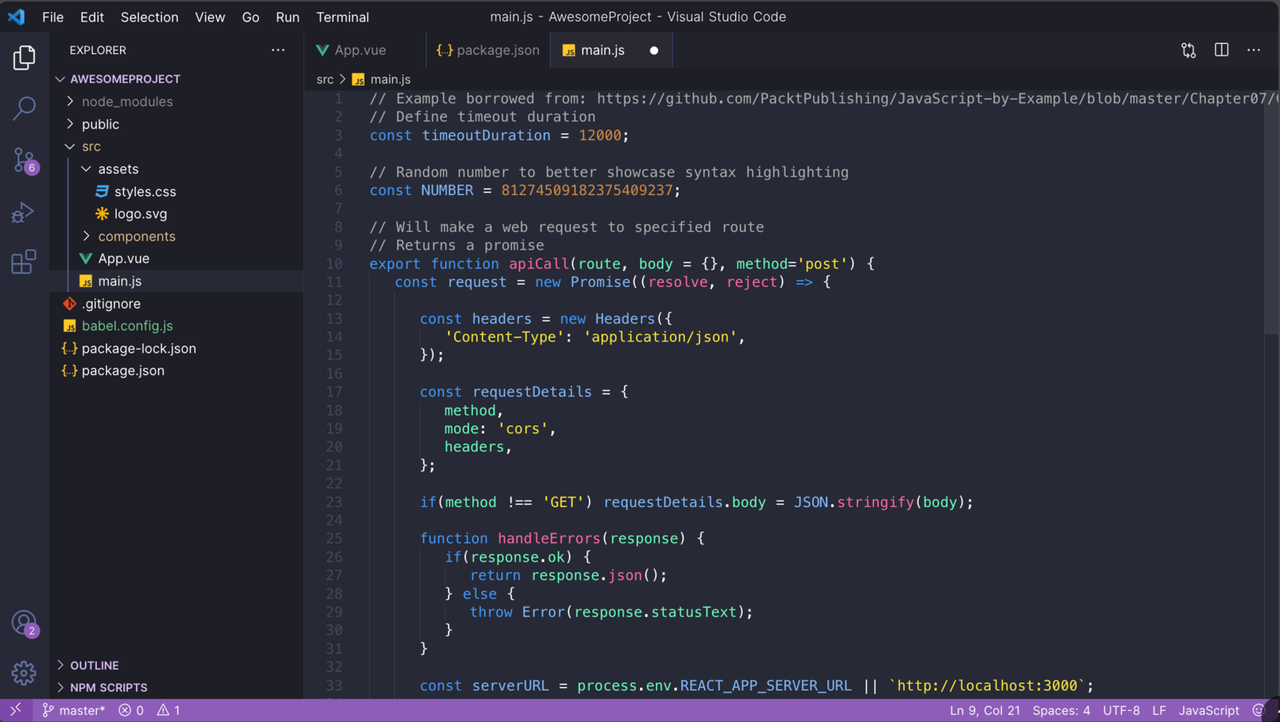 File Edit Selection View Go Run Terminal
main.js - AwesomeProject - Visual Studio Code
EXPLORER
AWESOMEPROJECT
node_modules
public
src
assets
styles.css
logo.svg
components
App.vue
main.js
.gitignore
babel.config.js
package-lock.json
package.json
OUTLINE
NPM SCRIPTS
6
2
App.vue package.json main.js
src > main.js
1 // Example borrowed from: https://github.com/PacktPublishing/JavaScript-by-Example/blob/master/Chapter07/
2 // Define timeout duration
3 const timeoutDuration = 12000;
4
5 // Random number to better showcase syntax highlighting
6 const NUMBER = 81274509182375409237;
7
8 // Will make a web request to specified route
9 // Returns a promise
10 export function apiCall(route, body = {}, method='post') {
11 const request = new Promise((resolve, reject) => {
12
13 const headers = new Headers({
14 'Content-Type': 'application/json',
15 });
16
17 const requestDetails = {
18 method,
19 mode: 'cors',
20 headers,
21 };
22
23 if(method !== 'GET') requestDetails.body = JSON.stringify(body);
24
25 function handleErrors(response) {
26 if(response.ok) {
27 return response.json();
28 } else {
29 throw Error(response.statusText);
30 }
31 }
32
33 const serverURL = process.env.REACT_APP_SERVER_URL || `http://localhost:3000`;
master* 0 1 Ln 9, Col 21 Spaces: 4 UTF-8 LF JavaScript